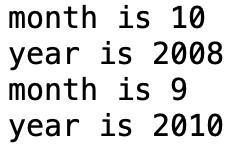 month is 10
year is 2008
month is 9
year is 2010